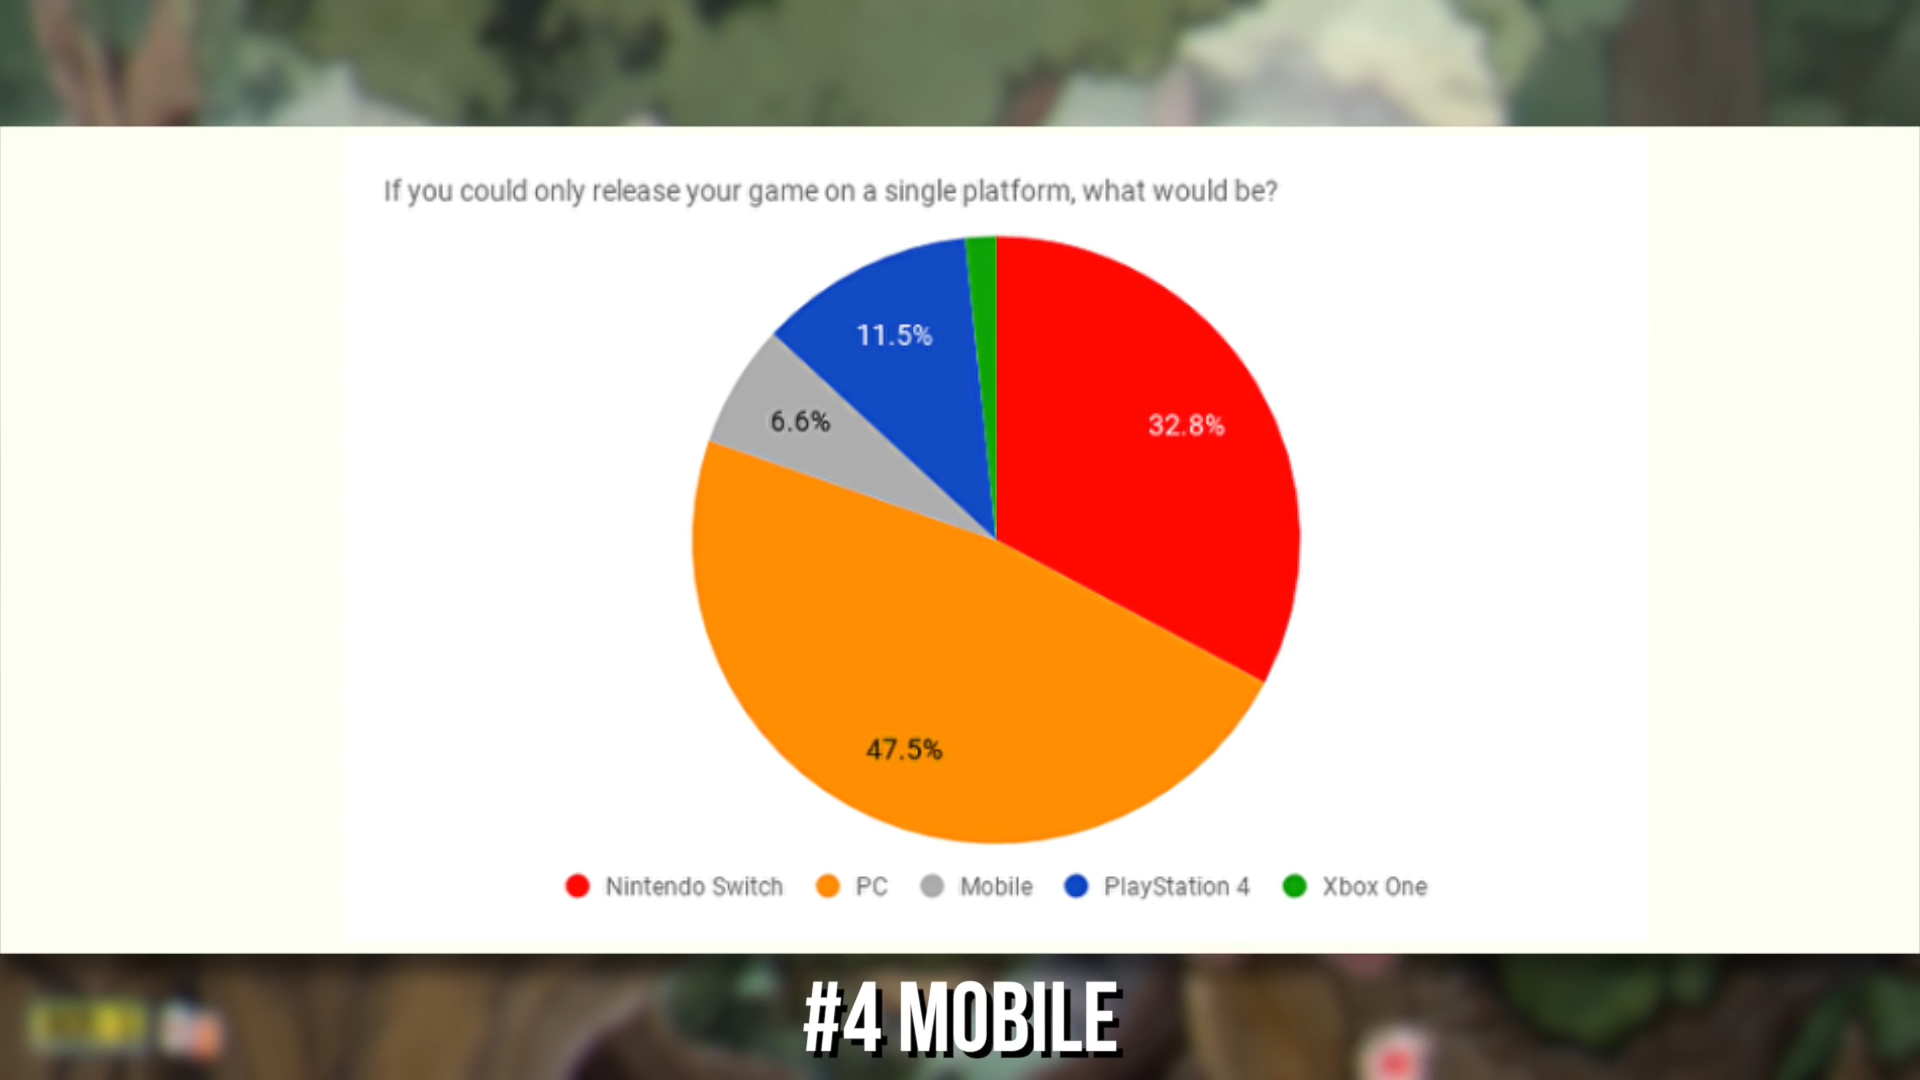 If you could only release your game on a single platform, what would be?
11.5%
6.6%
32.8%
47.5%
Nintendo Switch PC Mobile PlayStation 4 Xbox One
#4 MOBILE